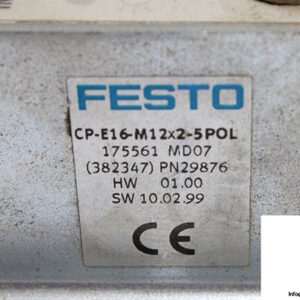 FESTO
CP-E16-M12x2-5POL
175561 MD07
(382347) PN29876
HW 01.00
SW 10.02.99
CE